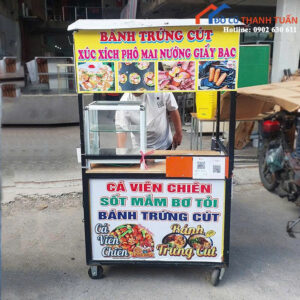 ĐỒ CŨ THANH TUẤN
Hotline: 0902 630 611
BÁNH TRỨNG CÚT
XÚC XÍCH PHÔ MAI NƯỚNG GIẤY BẠC
CÁ VIÊN CHIÊN
SỐT MẮM BƠ TỎI
BÁNH TRỨNG CÚT
Cá
Viên
Chiên
Bánh
Trứng Cút